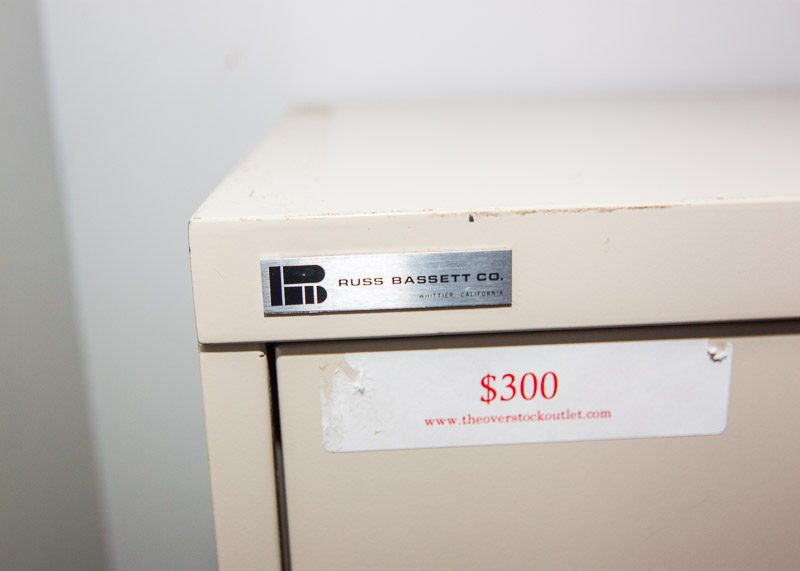 RUSS BASSETT CO.
WHITTIER, CALIFORNIA
$300
www.theoverstockoutlet.com